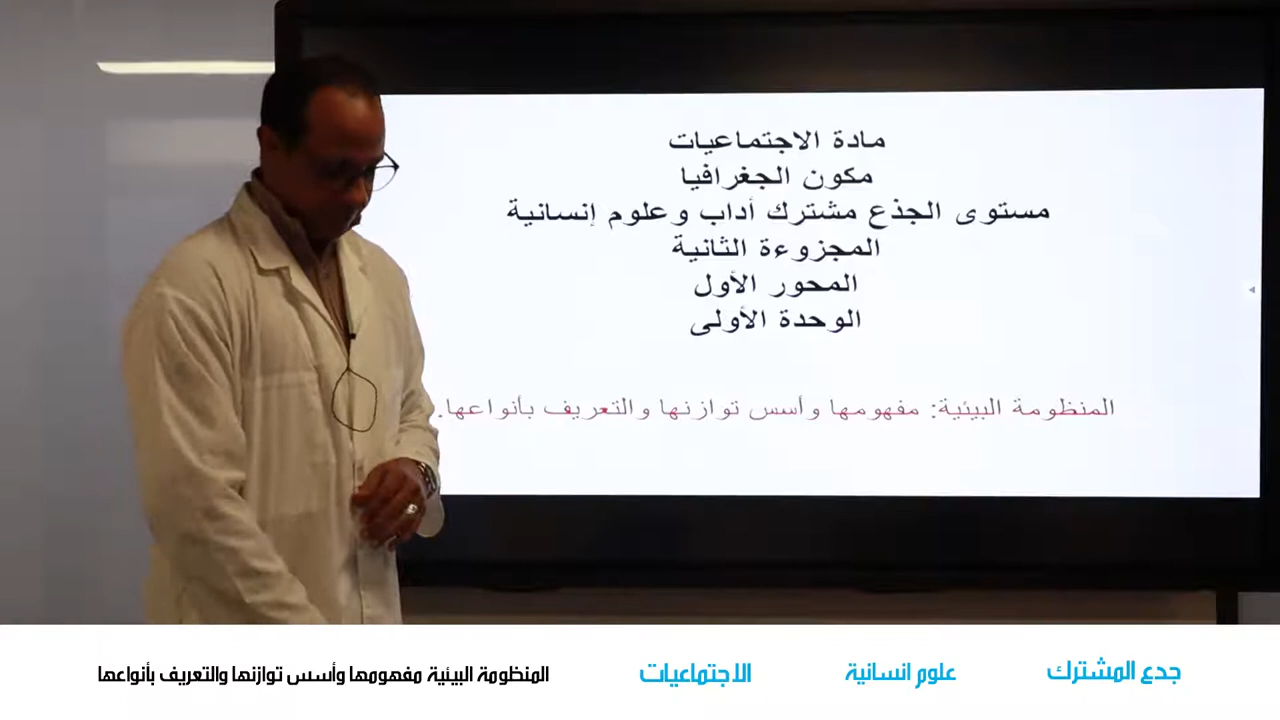 مادة الاجتماعيات
مكون الجغرافيا
مستوى الجذع مشترك أداب وعلوم إنسانية
المجزوءة الثانية
المحور الأول
الوحدة الأولى
المنظومة البيئية: مفهومها وأسس توازنها والتعريف بأنواعها.
جدع المشترك علوم انسانية الاجتماعيات المنظومة البيئية مفهومها وأسس توازنها والتعريف بأنواعها